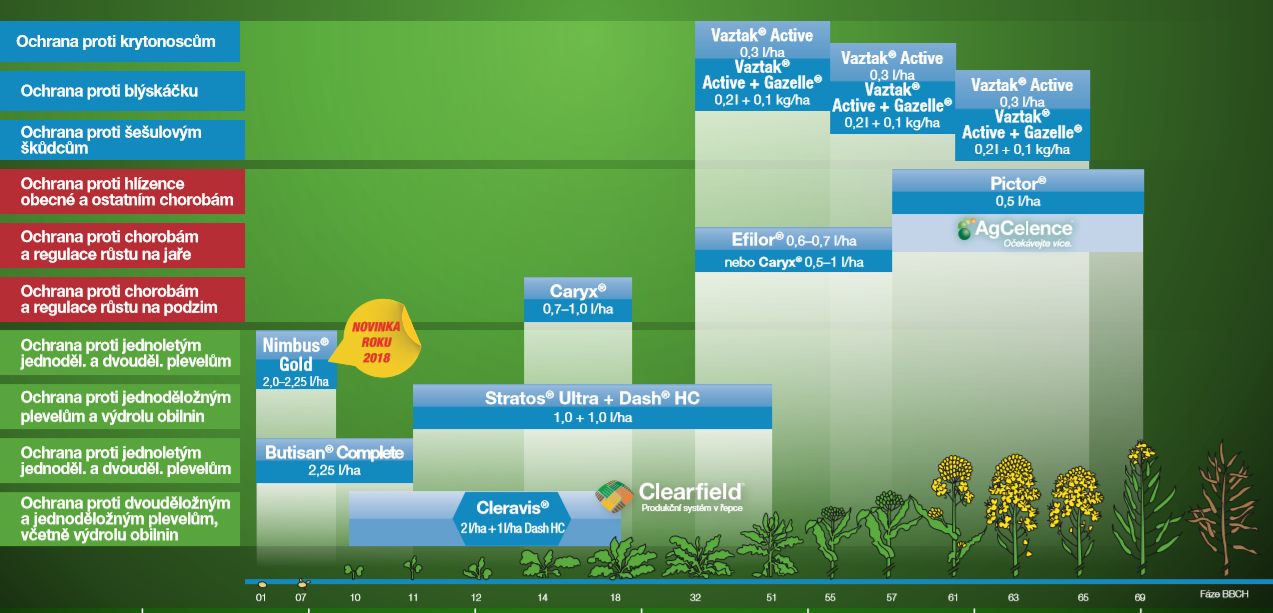 Ochrana proti krytonoscům
Vaztak® Active
0,3 l/ha
Vaztak®
Active + Gazelle®
0,2 l + 0,1 kg/ha
Vaztak® Active
0,3 l/ha
Vaztak®
Active + Gazelle®
0,2 l + 0,1 kg/ha
Vaztak® Active
0,3 l/ha
Vaztak®
Active + Gazelle®
0,2 l + 0,1 kg/ha
Ochrana proti blýskáčku
Ochrana proti šešulovým
škůdcům
Ochrana proti hlízence
obecné a ostatním chorobám
Pictor®
0,5 l/ha
AgCelence
Očekávejte více.
Ochrana proti chorobám
a regulace růstu na jaře
Efilor® 0,6–0,7 l/ha
nebo Caryx® 0,5–1 l/ha
Ochrana proti chorobám
a regulace růstu na podzim
Caryx®
0,7–1,0 l/ha
NOVINKA
ROKU
2018
Ochrana proti jednoletým
jednoděl. a dvouděl. plevelům
Nimbus®
Gold
2,0–2,25 l/ha
Ochrana proti jednoděložným
plevelům a výdrolu obilnin
Stratos® Ultra + Dash® HC
1,0 + 1,0 l/ha
Ochrana proti jednoletým
jednoděl. a dvouděl. plevelům
Butisan® Complete
2,25 l/ha
Ochrana proti dvouděložným
a jednoděložným plevelům,
včetně výdrolu obilnin
Cleravis®
2 l/ha + 1 l/ha Dash HC
Clearfield®
Produkční systém v řepce
01 07 10 11 12 14 18 32 51 55 57 61 63 65 69 Fáze BBCH